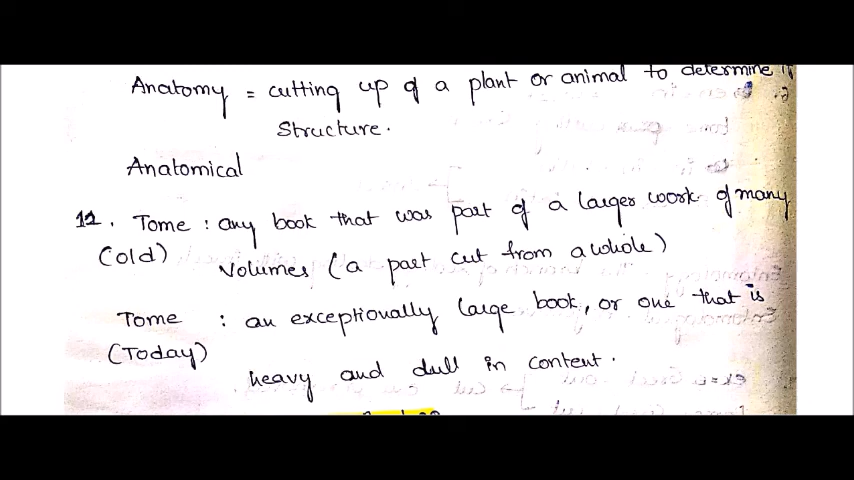 Anatomy = cutting up of a plant or animal to determine it
Structure.
Anatomical
12. Tome : any book that was part of a larger work of many
(old) Volumes (a part cut from a whole)
Tome : an exceptionally large book, or one that is
(Today) heavy and dull in content.